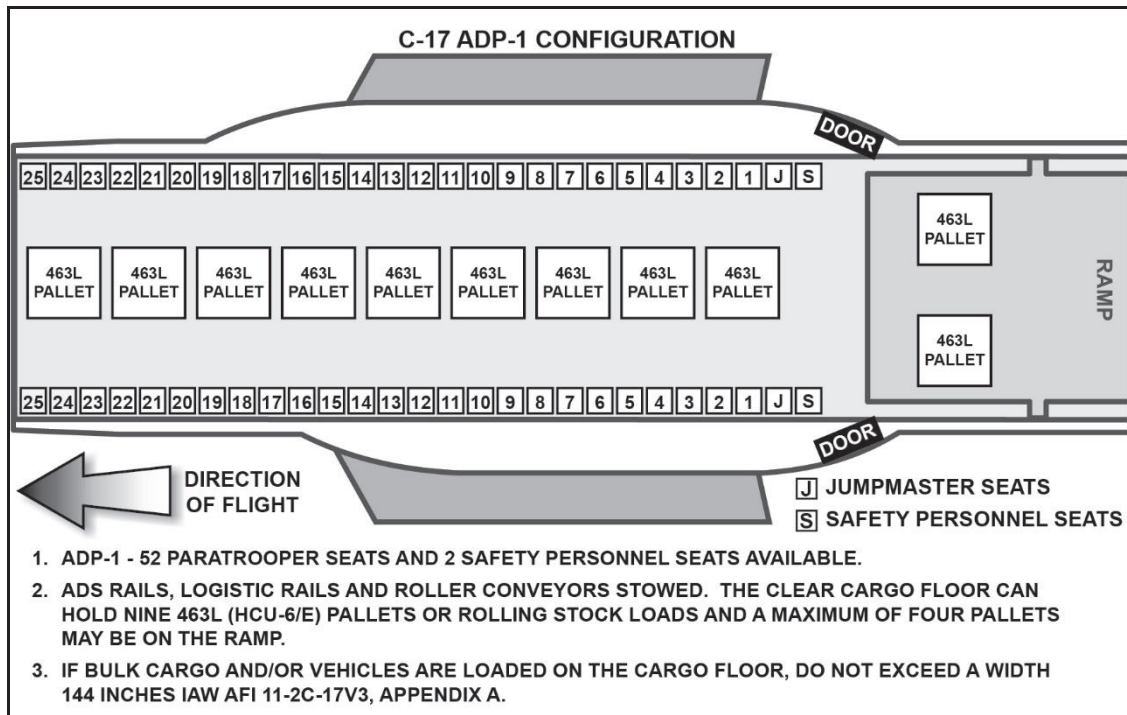 C-17 ADP-1 CONFIGURATION
DOOR
25 24 23 22 21 20 19 18 17 16 15 14 13 12 11 10 9 8 7 6 5 4 3 2 1 J S
463L PALLET
463L PALLET
463L PALLET
463L PALLET
463L PALLET
463L PALLET
463L PALLET
463L PALLET
463L PALLET
463L PALLET
463L PALLET
RAMP
25 24 23 22 21 20 19 18 17 16 15 14 13 12 11 10 9 8 7 6 5 4 3 2 1 J S
DOOR
DIRECTION
OF FLIGHT
J JUMPMASTER SEATS
S SAFETY PERSONNEL SEATS
1. ADP-1 - 52 PARATROOPER SEATS AND 2 SAFETY PERSONNEL SEATS AVAILABLE.
2. ADS RAILS, LOGISTIC RAILS AND ROLLER CONVEYORS STOWED. THE CLEAR CARGO FLOOR CAN
HOLD NINE 463L (HCU-6/E) PALLETS OR ROLLING STOCK LOADS AND A MAXIMUM OF FOUR PALLETS
MAY BE ON THE RAMP.
3. IF BULK CARGO AND/OR VEHICLES ARE LOADED ON THE CARGO FLOOR, DO NOT EXCEED A WIDTH
144 INCHES IAW AFI 11-2C-17V3, APPENDIX A.